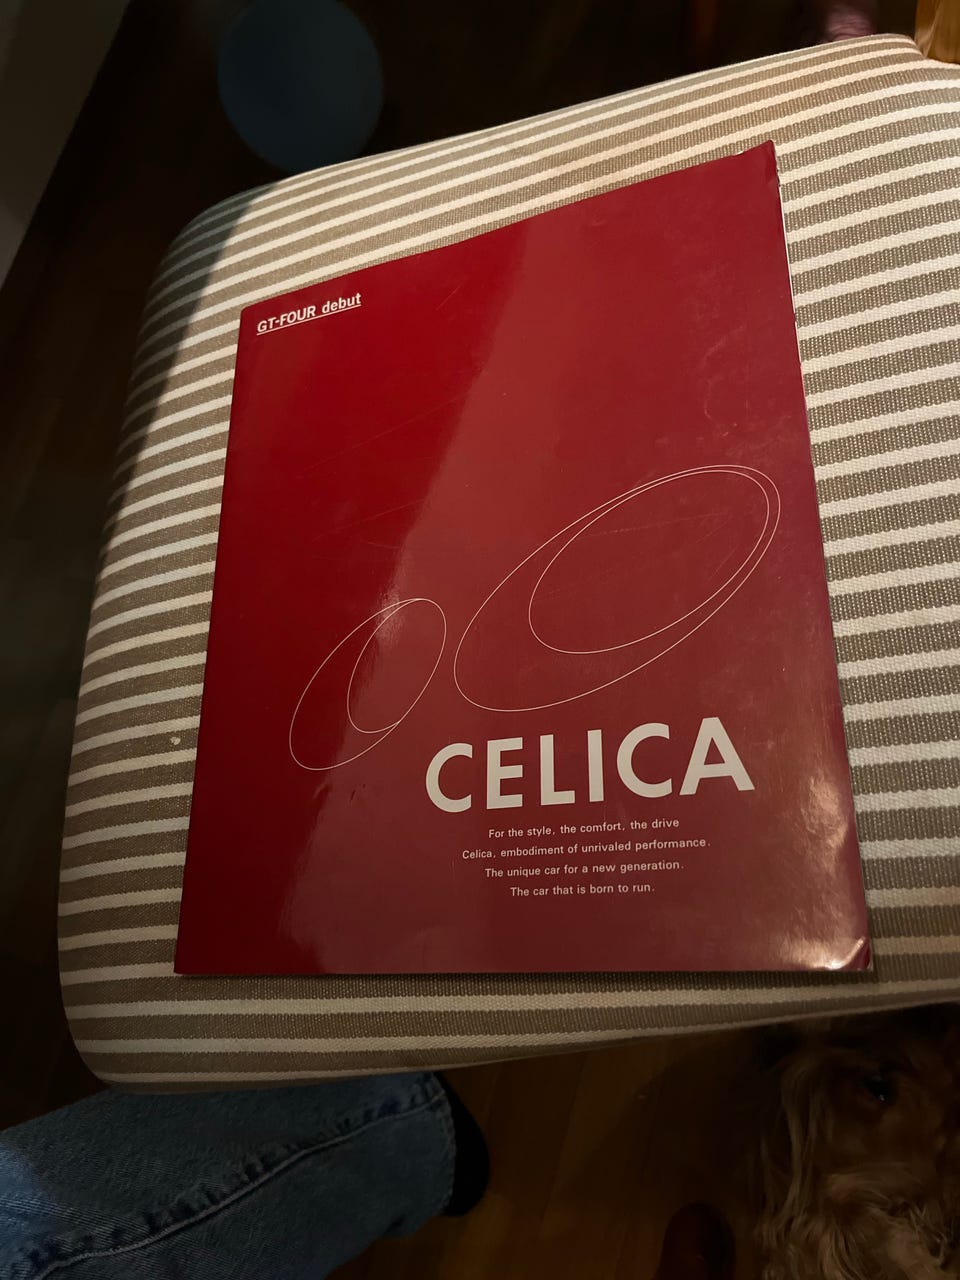 GT-FOUR debut
CELICA
For the style, the comfort, the drive
Celica, embodiment of unrivaled performance.
The unique car for a new generation.
The car that is born to run.